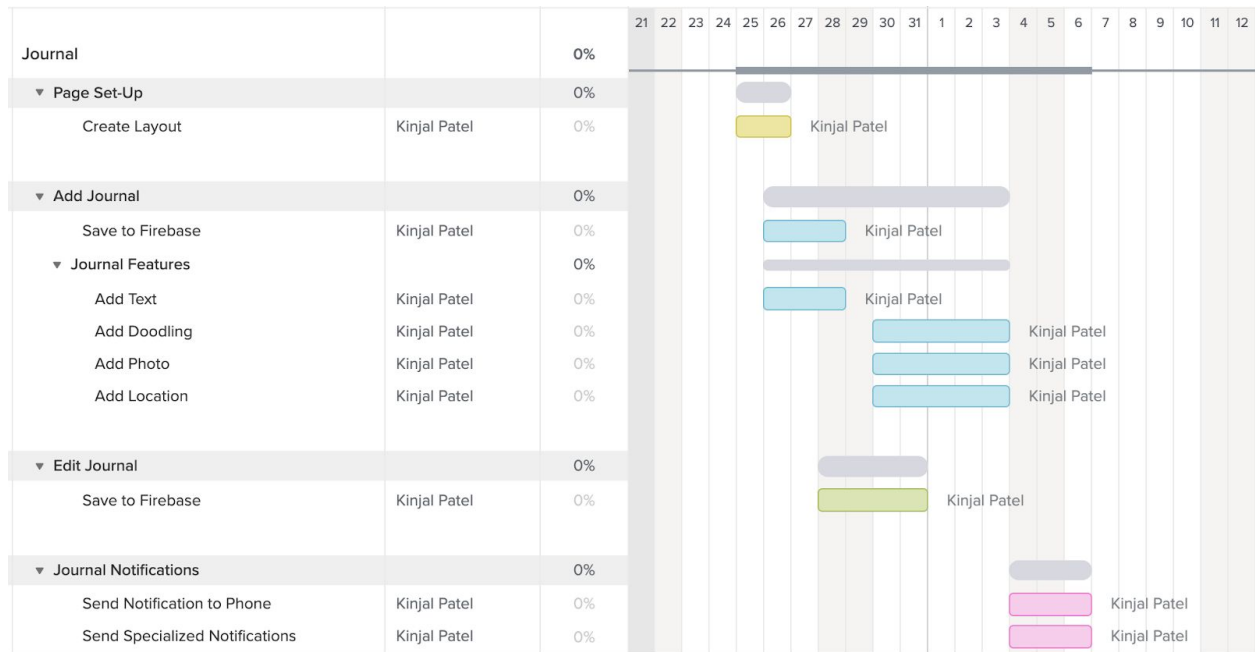 21 22 23 24 25 26 27 28 29 30 31 1 2 3 4 5 6 7 8 9 10 11 12
Journal 0%
Page Set-Up 0%
Create Layout Kinjal Patel 0% Kinjal Patel
Add Journal 0%
Save to Firebase Kinjal Patel 0% Kinjal Patel
Journal Features 0%
Add Text Kinjal Patel 0% Kinjal Patel
Add Doodling Kinjal Patel 0% Kinjal Patel
Add Photo Kinjal Patel 0% Kinjal Patel
Add Location Kinjal Patel 0% Kinjal Patel
Edit Journal 0%
Save to Firebase Kinjal Patel 0% Kinjal Patel
Journal Notifications 0%
Send Notification to Phone Kinjal Patel 0% Kinjal Patel
Send Specialized Notifications Kinjal Patel 0% Kinjal Patel